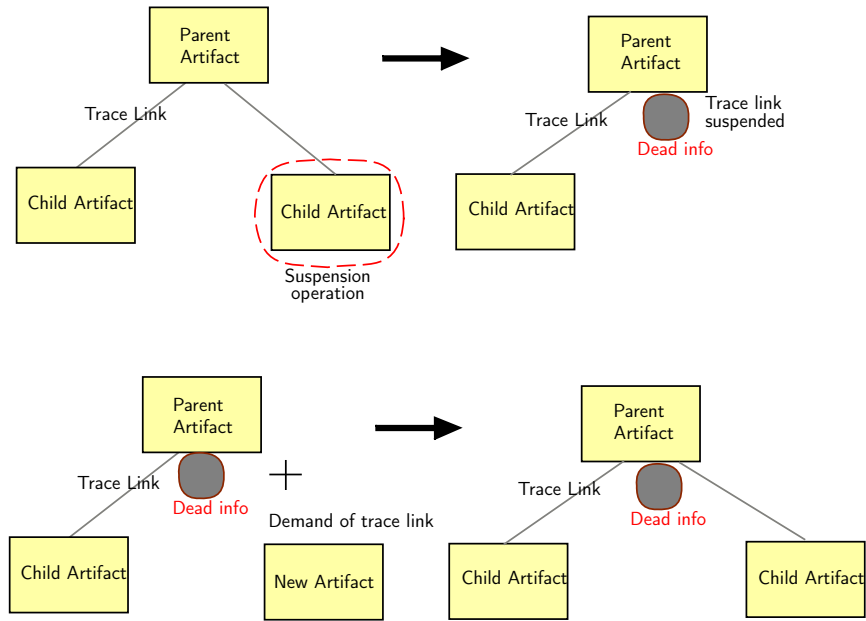 Parent
Artifact
Trace Link
Child Artifact
Child Artifact
Suspension
operation
Parent
Artifact
Trace link
suspended
Trace Link
Dead info
Child Artifact
Parent
Artifact
Trace Link
Dead info
Demand of trace link
Child Artifact
New Artifact
Parent
Artifact
Trace Link
Dead info
Child Artifact
Child Artifact